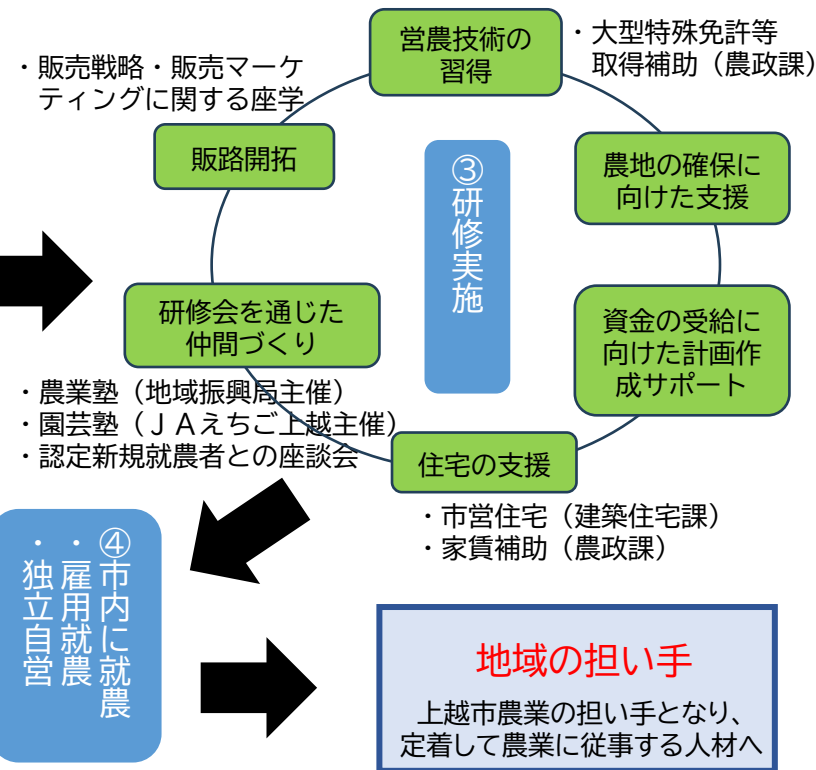 営農技術の
習得
・大型特殊免許等
取得補助（農政課）
・販売戦略・販売マーケ
ティングに関する座学
販路開拓
③研修実施
農地の確保に
向けた支援
研修会を通じた
仲間づくり
資金の受給に
向けた計画作
成サポート
・農業塾（地域振興局主催）
・園芸塾（ＪＡえちご上越主催）
・認定新規就農者との座談会
住宅の支援
・市営住宅（建築住宅課）
・家賃補助（農政課）
④市内に就農
・雇用就農
・独立自営
地域の担い手
上越市農業の担い手となり、
定着して農業に従事する人材へ